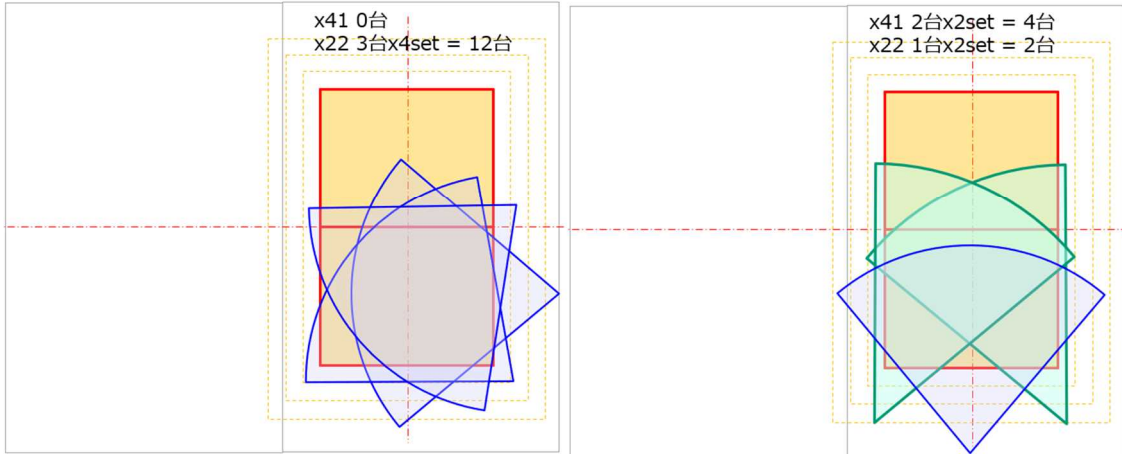 x41 0台
x22 3台x4set = 12台
x41 2台x2set = 4台
x22 1台x2set = 2台